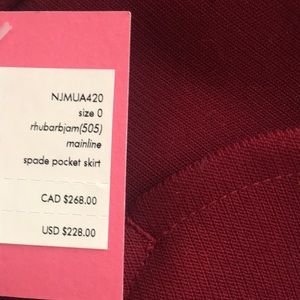 NJMUA420
size 0
rhubarbjam(505)
mainline
spade pocket skirt
CAD $268.00
USD $228.00